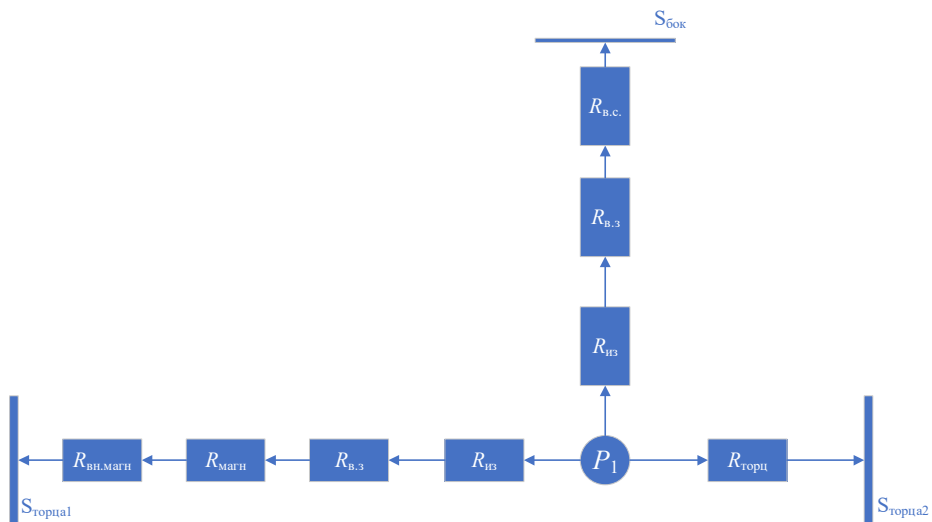 Sбок
Rв.с.
Rв.з
Rиз
Rвн.магн
Rмагн
Rв.з
Rиз
P1
Rторц
Sторца1
Sторца2